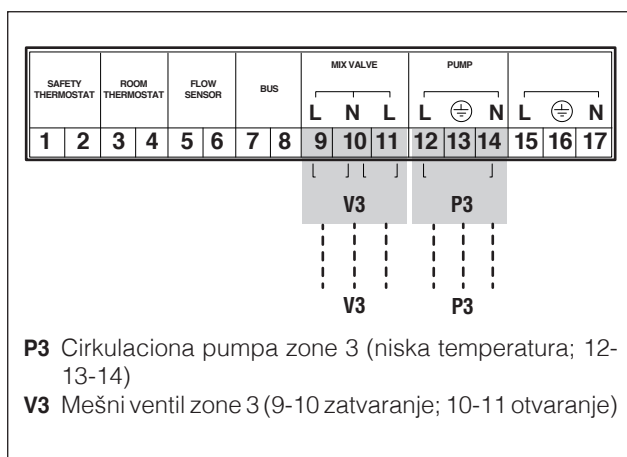 SAFETY THERMOSTAT
ROOM THERMOSTAT
FLOW SENSOR
BUS
MIX VALVE
PUMP
L N L L N L N
1 2 3 4 5 6 7 8 9 10 11 12 13 14 15 16 17
V3 P3
V3 P3
P3 Cirkulaciona pumpa zone 3 (niska temperatura; 12-
13-14)
V3 Mešni ventil zone 3 (9-10 zatvaranje; 10-11 otvaranje)